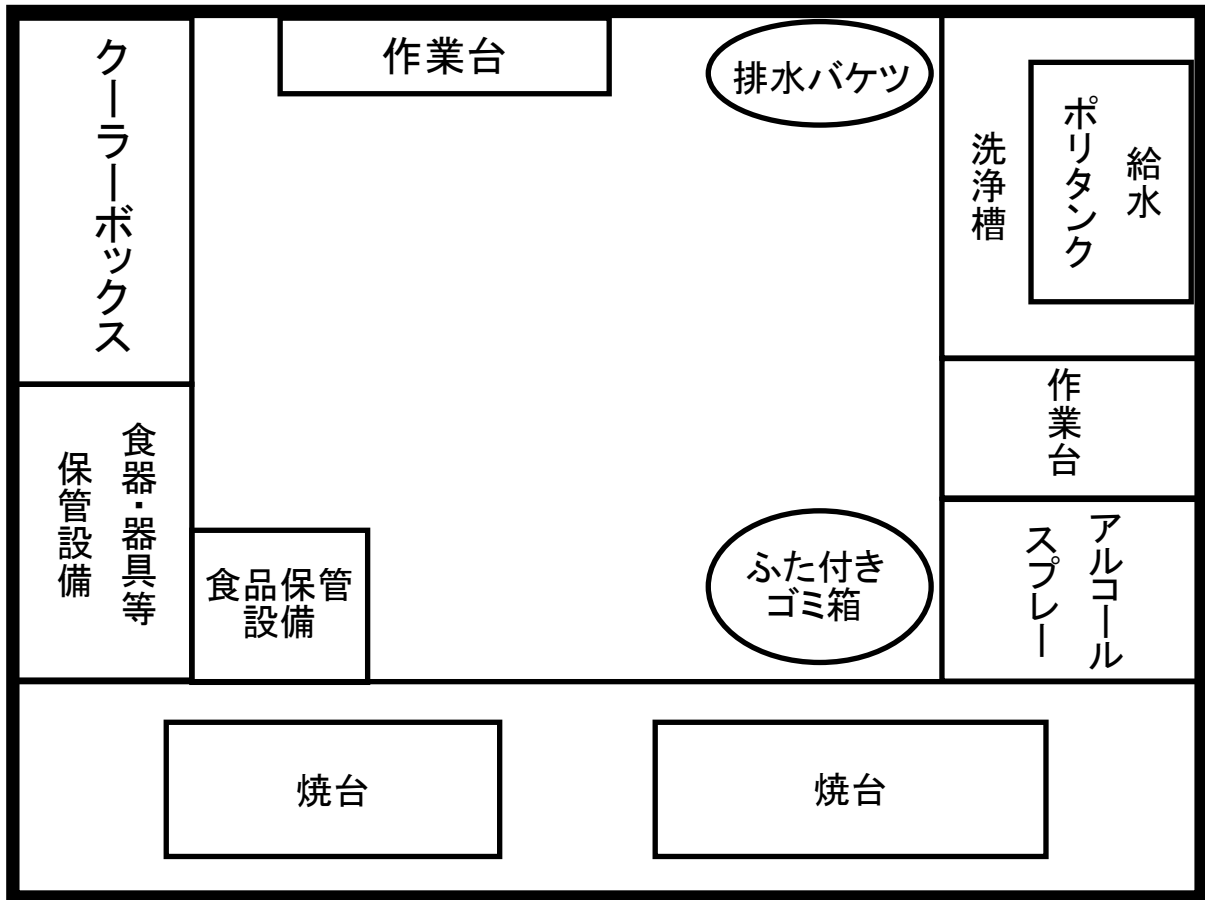 クーラーボックス
作業台
排水バケツ
洗浄槽
給水
ポリタンク
作業台
食器・器具等
保管設備
食品保管
設備
ふた付き
ゴミ箱
アルコール
スプレー
焼台
焼台